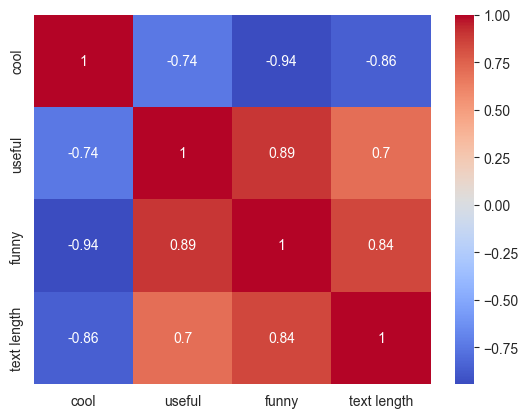 cool 1 -0.74 -0.94 -0.86
useful -0.74 1 0.89 0.7
funny -0.94 0.89 1 0.84
text length -0.86 0.7 0.84 1
cool useful funny text length
1.00
0.75
0.50
0.25
0.00
−0.25
−0.50
−0.75